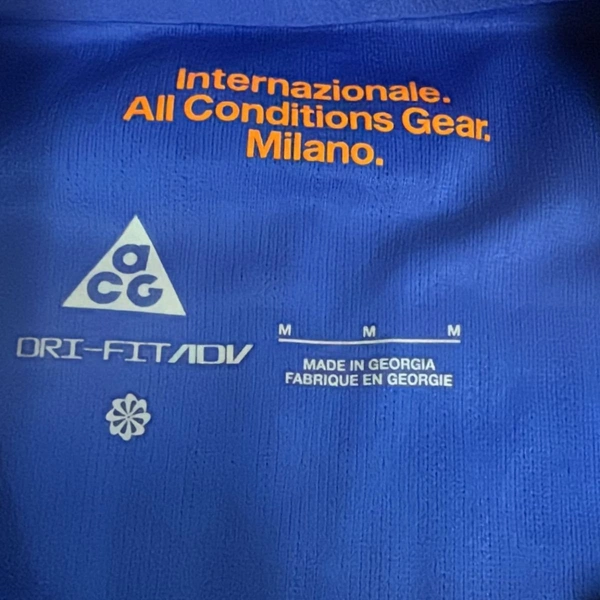 Internazionale.
All Conditions Gear.
Milano.
aCG
DRI-FIT ADV
M M M
MADE IN GEORGIA
FABRIQUE EN GEORGIE